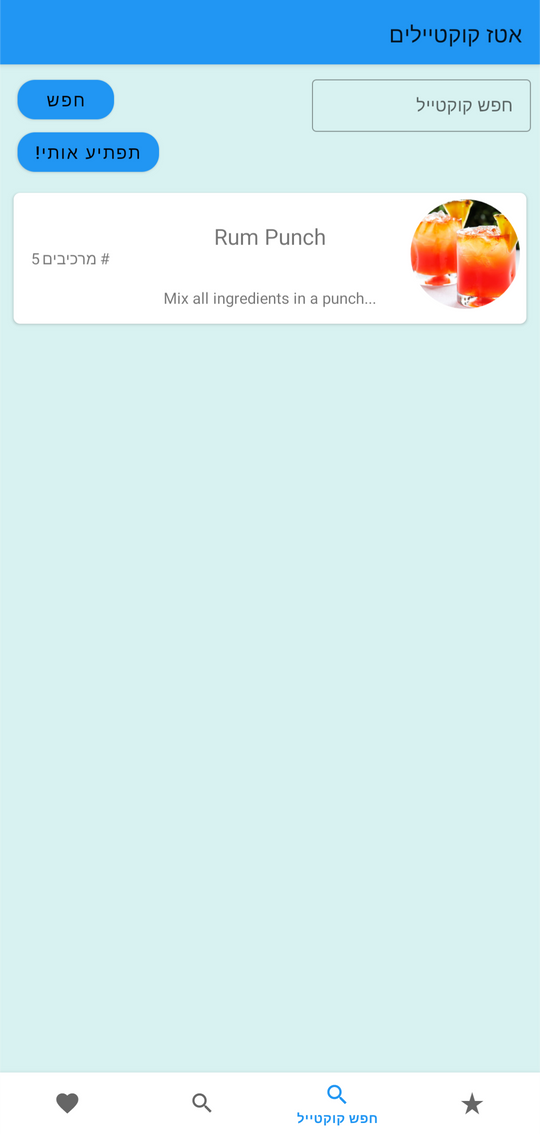 אטז קוקטיילים
חפש קוקטייל
חפש
תפתיע אותי!
Rum Punch
# מרכיבים 5
Mix all ingredients in a punch...
חפש קוקטייל